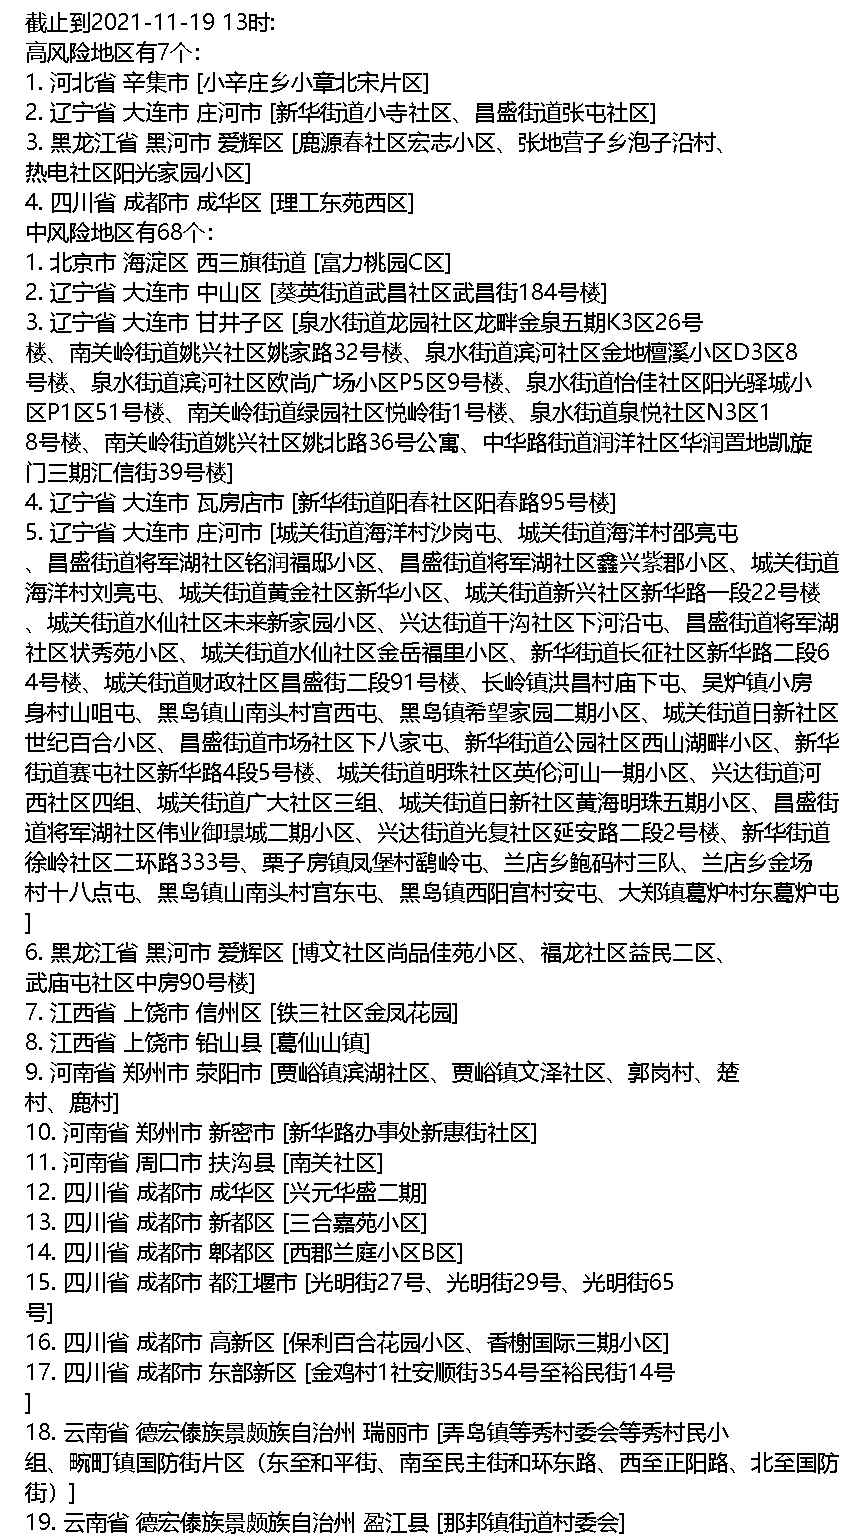 截止到2021-11-19 13时:
高风险地区有7个：
1. 河北省 辛集市 [小辛庄乡小章北宋片区]
2. 辽宁省 大连市 庄河市 [新华街道小寺社区、昌盛街道张屯社区]
3. 黑龙江省 黑河市 爱辉区 [鹿源春社区宏志小区、张地营子乡泡子沿村、
热电社区阳光家园小区]
4. 四川省 成都市 成华区 [理工东苑西区]
中风险地区有68个：
1. 北京市 海淀区 西三旗街道 [富力桃园C区]
2. 辽宁省 大连市 中山区 [葵英街道武昌社区武昌街184号楼]
3. 辽宁省 大连市 甘井子区 [泉水街道龙园社区龙畔金泉五期K3区26号
楼、南关岭街道姚兴社区姚家路32号楼、泉水街道滨河社区金地檀溪小区D3区8
号楼、泉水街道滨河社区欧尚广场小区P5区9号楼、泉水街道怡佳社区阳光驿城小
区P1区51号楼、南关岭街道绿园社区悦岭街1号楼、泉水街道泉悦社区N3区1
8号楼、南关岭街道姚兴社区姚北路36号公寓、中华路街道润洋社区华润置地凯旋
门三期汇信街39号楼]
4. 辽宁省 大连市 瓦房店市 [新华街道阳春社区阳春路95号楼]
5. 辽宁省 大连市 庄河市 [城关街道海洋村沙岗屯、城关街道海洋村邵亮屯
、昌盛街道将军湖社区铭润福邸小区、昌盛街道将军湖社区鑫兴紫郡小区、城关街道
海洋村刘亮屯、城关街道黄金社区新华小区、城关街道新兴社区新华路一段22号楼
、城关街道水仙社区未来新家园小区、兴达街道干沟社区下河沿屯、昌盛街道将军湖
社区状秀苑小区、城关街道水仙社区金岳福里小区、新华街道长征社区新华路二段6
4号楼、城关街道财政社区昌盛街二段91号楼、长岭镇洪昌村庙下屯、吴炉镇小房
身村山咀屯、黑岛镇山南头村宫西屯、黑岛镇希望家园二期小区、城关街道日新社区
世纪百合小区、昌盛街道市场社区下八家屯、新华街道公园社区西山湖畔小区、新华
街道赛屯社区新华路4段5号楼、城关街道明珠社区英伦河山一期小区、兴达街道河
西社区四组、城关街道广大社区三组、城关街道日新社区黄海明珠五期小区、昌盛街
道将军湖社区伟业御璟城二期小区、兴达街道光复社区延安路二段2号楼、新华街道
徐岭社区二环路333号、栗子房镇凤堡村鹞岭屯、兰店乡鲍码村三队、兰店乡金场
村十八点屯、黑岛镇山南头村宫东屯、黑岛镇西阳宫村安屯、大郑镇葛炉村东葛炉屯
]
6. 黑龙江省 黑河市 爱辉区 [博文社区尚品佳苑小区、福龙社区益民二区、
武庙屯社区中房90号楼]
7. 江西省 上饶市 信州区 [铁三社区金凤花园]
8. 江西省 上饶市 铅山县 [葛仙山镇]
9. 河南省 郑州市 荥阳市 [贾峪镇滨湖社区、贾峪镇文泽社区、郭岗村、楚
村、鹿村]
10. 河南省 郑州市 新密市 [新华路办事处新惠街社区]
11. 河南省 周口市 扶沟县 [南关社区]
12. 四川省 成都市 成华区 [兴元华盛二期]
13. 四川省 成都市 新都区 [三合嘉苑小区]
14. 四川省 成都市 郫都区 [西郡兰庭小区B区]
15. 四川省 成都市 都江堰市 [光明街27号、光明街29号、光明街65
号]
16. 四川省 成都市 高新区 [保利百合花园小区、香榭国际三期小区]
17. 四川省 成都市 东部新区 [金鸡村1社安顺街354号至裕民街14号
]
18. 云南省 德宏傣族景颇族自治州 瑞丽市 [弄岛镇等秀村委会等秀村民小
组、畹町镇国防街片区（东至和平街、南至民主街和环东路、西至正阳路、北至国防
街）]
19. 云南省 德宏傣族景颇族自治州 盈江县 [那邦镇街道村委会]